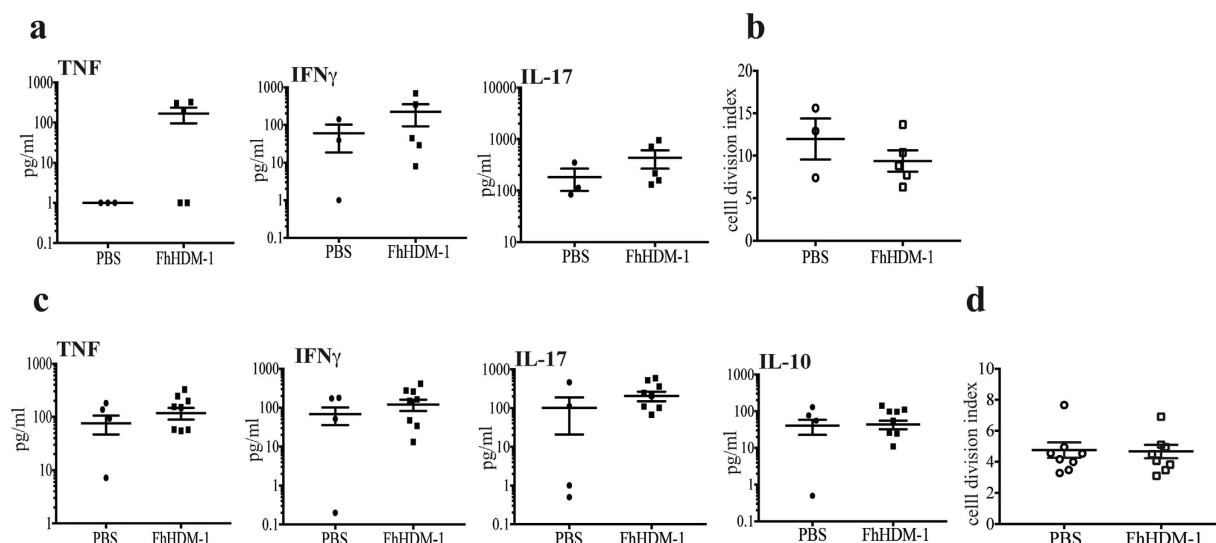 a
TNF
pg/ml
1000
100
10
1
0.1
PBS
FhHDM-1
IFNγ
pg/ml
1000
100
10
1
0.1
PBS
FhHDM-1
IL-17
pg/ml
10000
1000
100
10
PBS
FhHDM-1
b
celll division index
20
15
10
5
0
PBS
FhHDM-1
c
TNF
pg/ml
1000
100
10
1
PBS
FhHDM-1
IFNγ
pg/ml
1000
100
10
1
0.1
PBS
FhHDM-1
IL-17
pg/ml
1000
100
10
1
0.1
PBS
FhHDM-1
IL-10
pg/ml
1000
100
10
1
0.1
PBS
FhHDM-1
d
celll division index
10
8
6
4
2
0
PBS
FhHDM-1